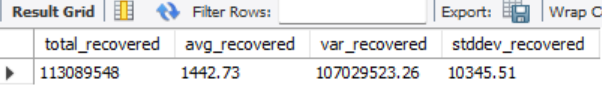 Result Grid Filter Rows: Export: Wrap C
total_recovered avg_recovered var_recovered stddev_recovered
113089548 1442.73 107029523.26 10345.51